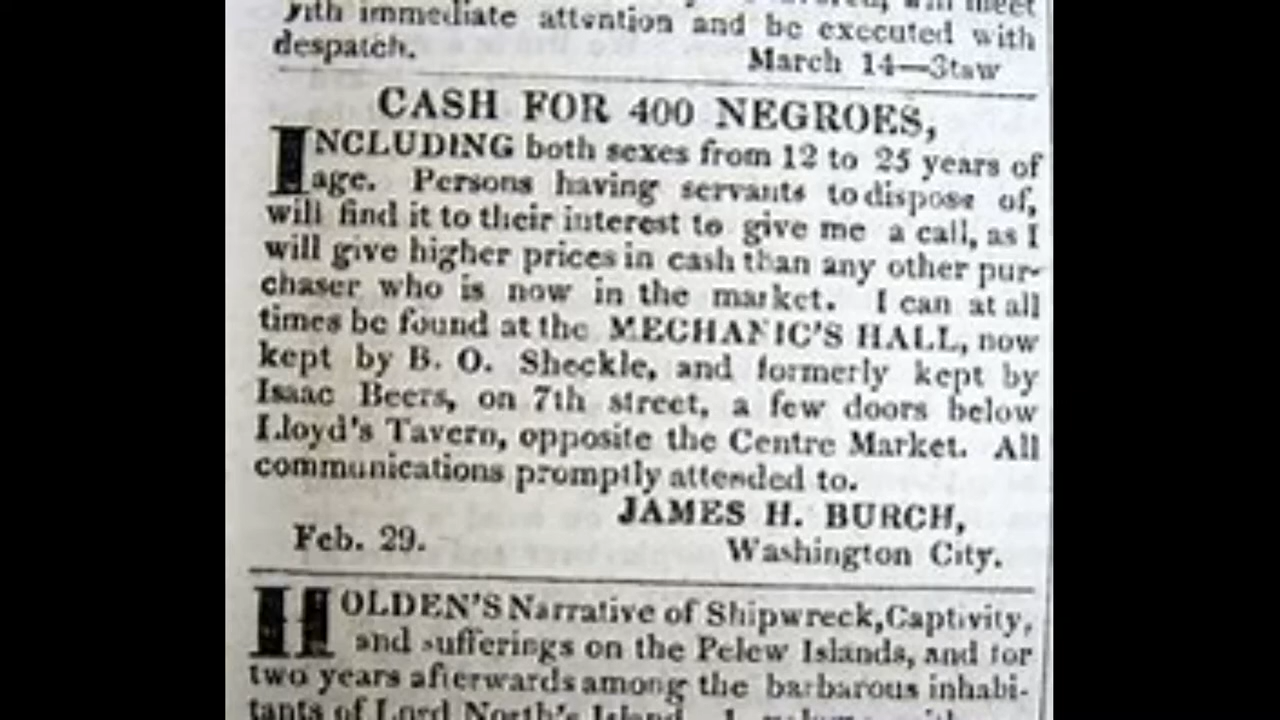 with immediate attention and be executed with
despatch. March 14—3taw
CASH FOR 400 NEGROES,
INCLUDING both sexes from 12 to 25 years of
age. Persons having servants to dispose of,
will find it to their interest to give me a call, as I
will give higher prices in cash than any other pur-
chaser who is now in the market. I can at all
times be found at the MECHANIC'S HALL, now
kept by B. O. Sheckle, and formerly kept by
Isaac Beers, on 7th street, a few doors below
Lloyd's Tavern, opposite the Centre Market. All
communications promptly attended to.
JAMES H. BURCH,
Feb. 29. Washington City.
HOLDEN'S Narrative of Shipwreck, Captivity,
and sufferings on the Pelew Islands, and for
two years afterwards among the barbarous inhabi-
tants of Lord North's Island.